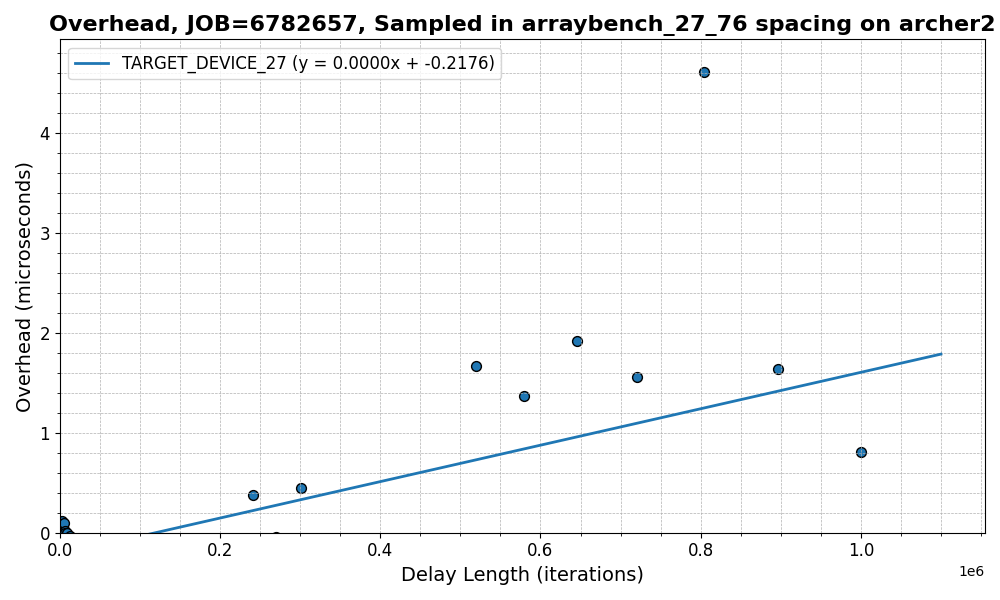 Overhead, JOB=6782657, Sampled in arraybench_27_76 spacing on archer2
TARGET_DEVICE_27 (y = 0.0000x + -0.2176)
Overhead (microseconds)
4
3
2
1
0
0.0 0.2 0.4 0.6 0.8 1.0
1e6
Delay Length (iterations)